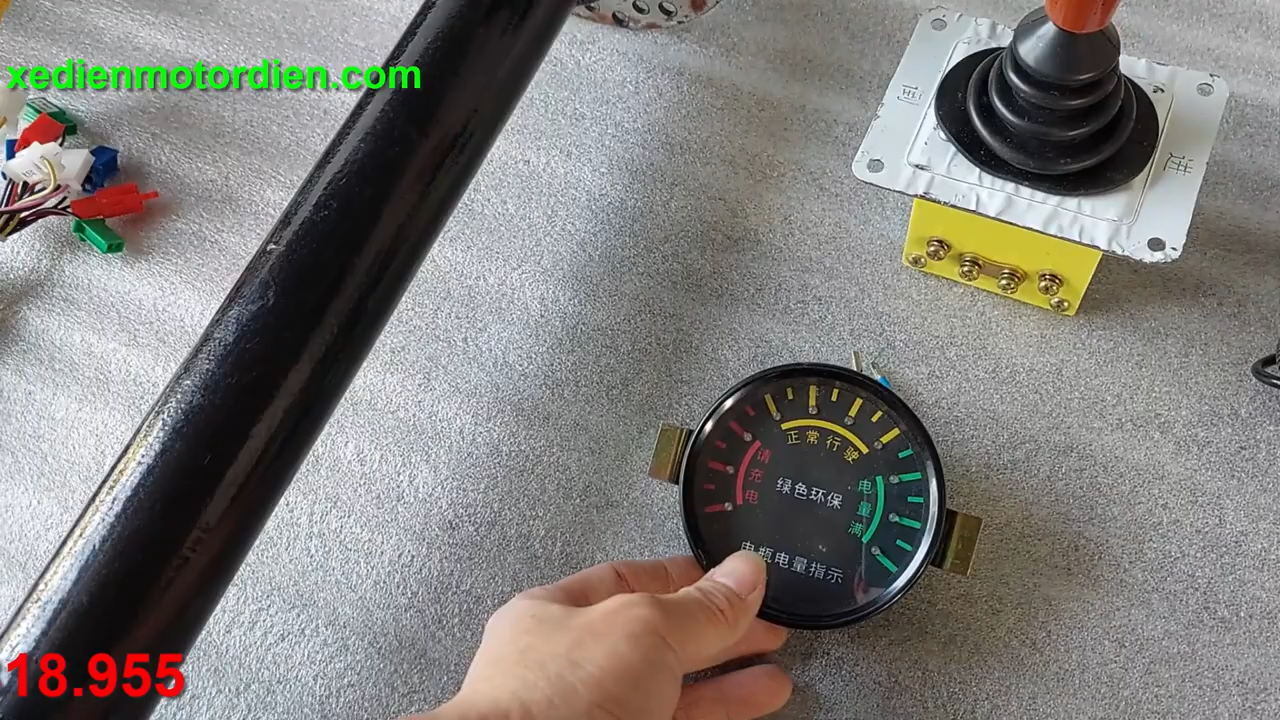 xedienmotordien.com
倒
进
正常行驶
请充电
绿色环保
电量满
电瓶电量指示
18.955